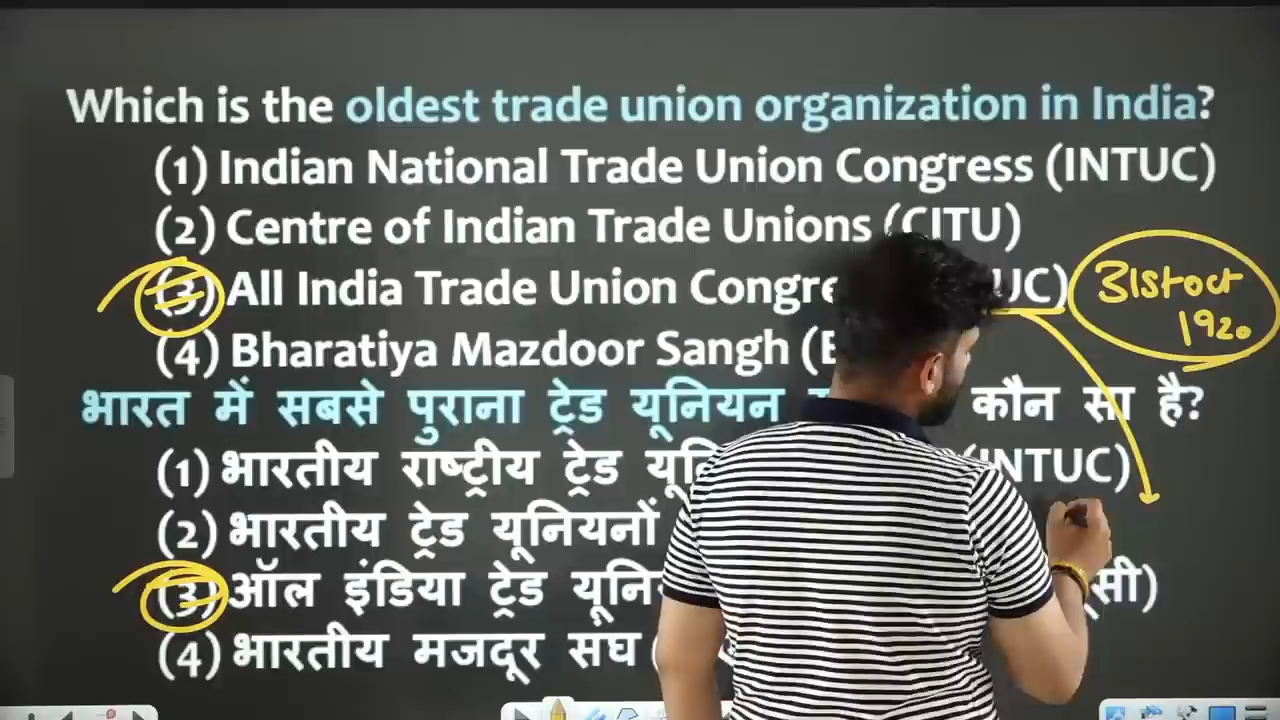 Which is the oldest trade union organization in India?
(1) Indian National Trade Union Congress (INTUC)
(2) Centre of Indian Trade Unions (CITU)
(3) All India Trade Union Congre UC) 31st oct 1920
(4) Bharatiya Mazdoor Sangh (B
भारत में सबसे पुराना ट्रेड यूनियन कौन सा है?
(1) भारतीय राष्ट्रीय ट्रेड (INTUC)
(2) भारतीय ट्रेड यूनियनों
(3) ऑल इंडिया ट्रेड सी)
(4) भारतीय मजदूर संघ (